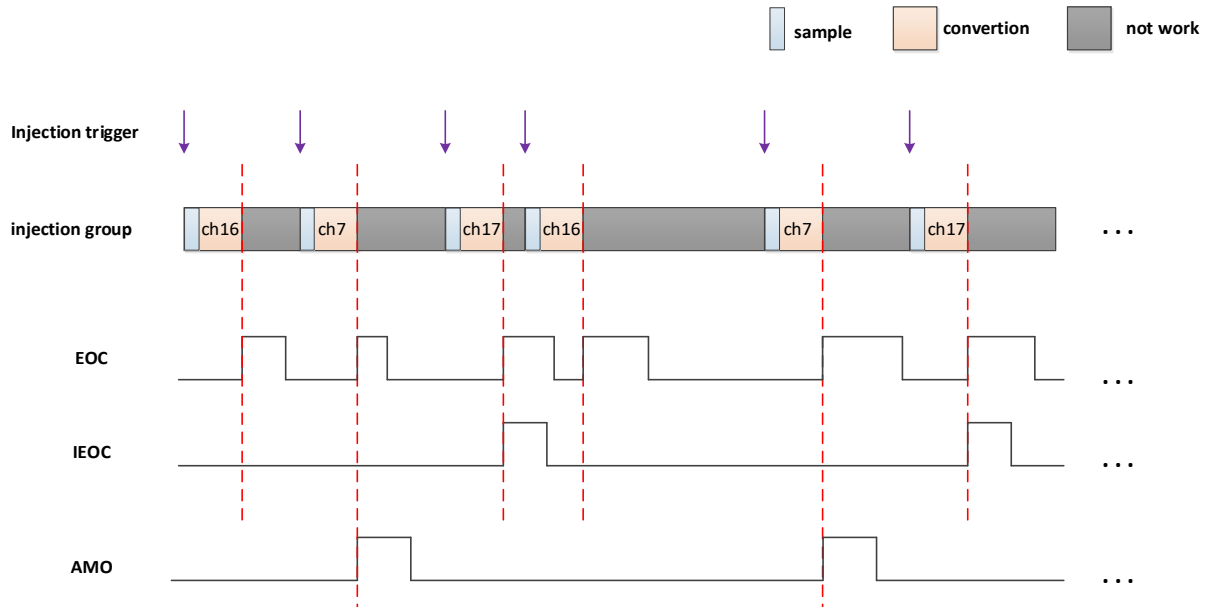 sample convertion not work
Injection trigger
injection group ch16 ch7 ch17 ch16 ch7 ch17 ...
EOC ...
IEOC ...
AMO ...